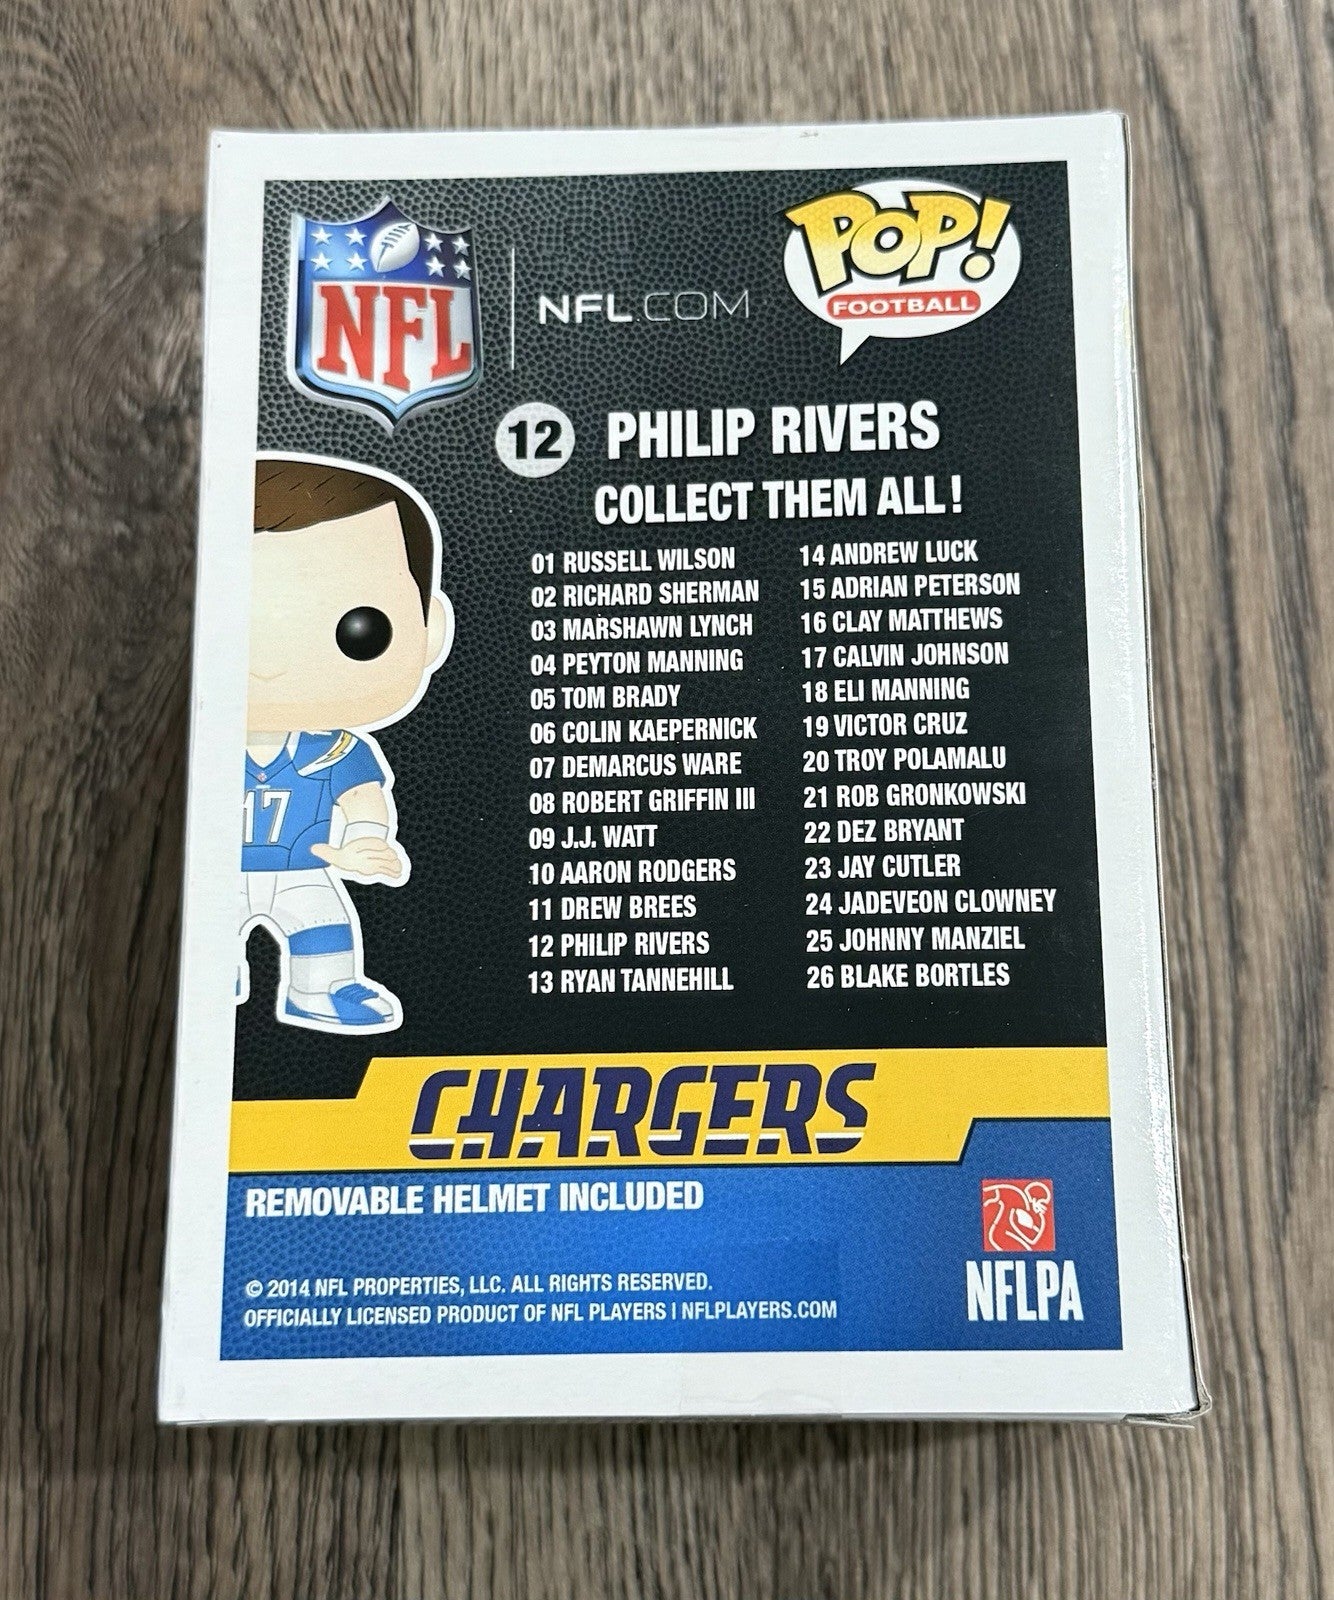 NFL
NFL.COM
POP!
FOOTBALL
12 PHILIP RIVERS
COLLECT THEM ALL!
01 RUSSELL WILSON
02 RICHARD SHERMAN
03 MARSHAWN LYNCH
04 PEYTON MANNING
05 TOM BRADY
06 COLIN KAEPERNICK
07 DEMARCUS WARE
08 ROBERT GRIFFIN III
09 J.J. WATT
10 AARON RODGERS
11 DREW BREES
12 PHILIP RIVERS
13 RYAN TANNEHILL
14 ANDREW LUCK
15 ADRIAN PETERSON
16 CLAY MATTHEWS
17 CALVIN JOHNSON
18 ELI MANNING
19 VICTOR CRUZ
20 TROY POLAMALU
21 ROB GRONKOWSKI
22 DEZ BRYANT
23 JAY CUTLER
24 JADEVEON CLOWNEY
25 JOHNNY MANZIEL
26 BLAKE BORTLES
17
CHARGERS
REMOVABLE HELMET INCLUDED
© 2014 NFL PROPERTIES, LLC. ALL RIGHTS RESERVED.
OFFICIALLY LICENSED PRODUCT OF NFL PLAYERS | NFLPLAYERS.COM
NFLPA